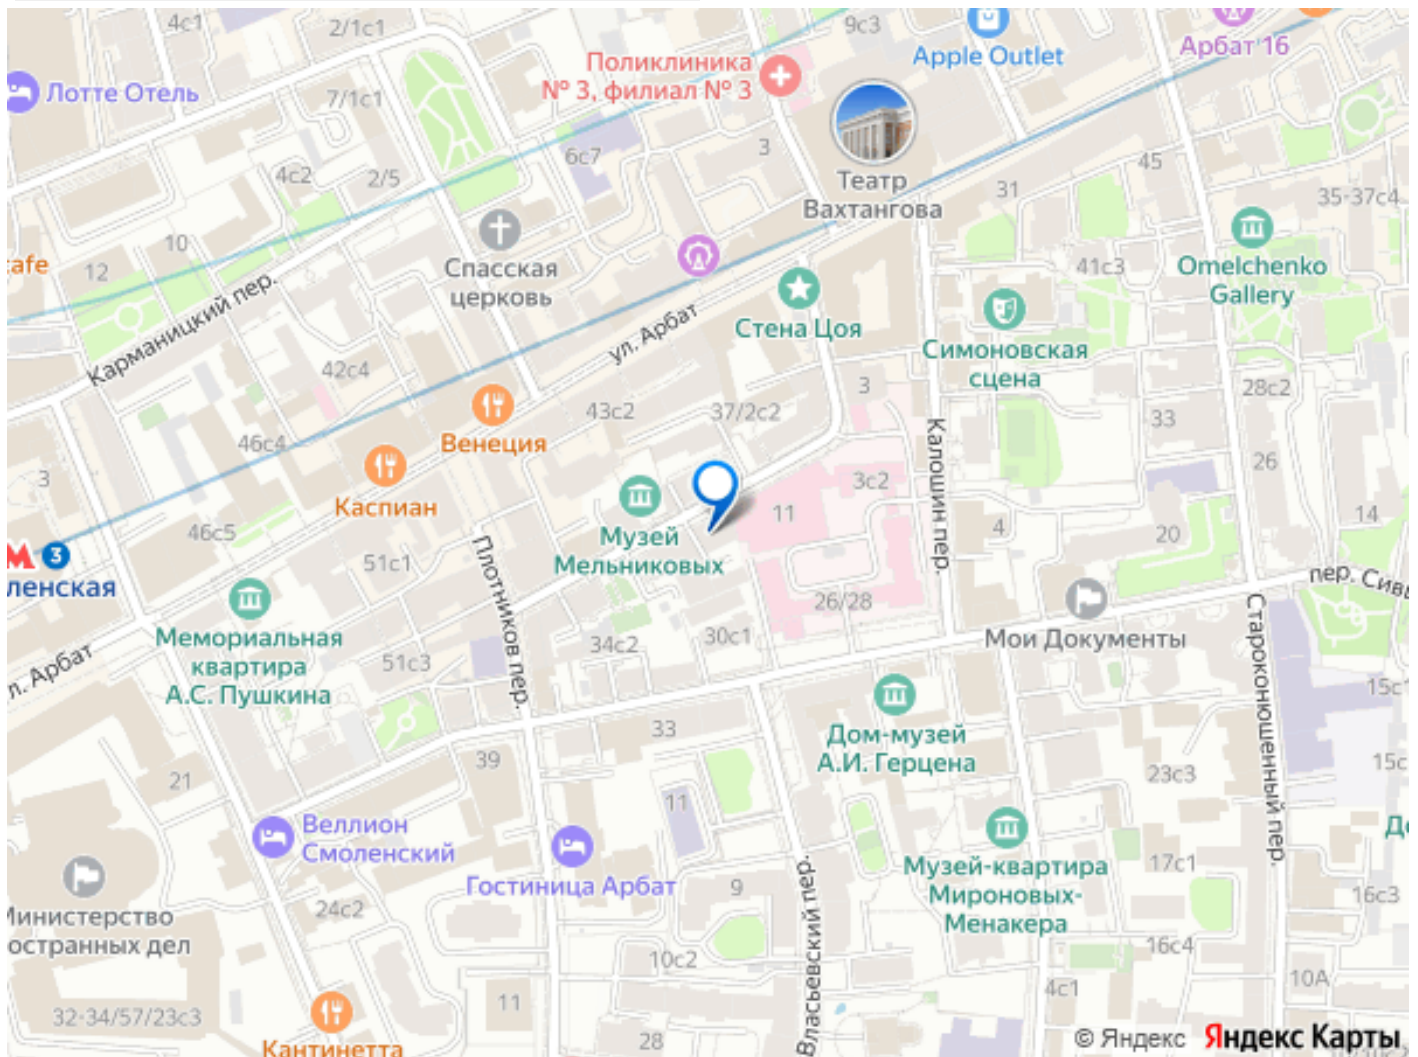 4с1
2/1с1
9с3
Apple Outlet
Арбат 16
Поликлиника
№ 3, филиал № 3
Лотте Отель
7/1с1
6с7
3
45
Театр
Вахтангова
4с2
2/5
31
35-37с4
10
12
afe
Спасская
церковь
41с3
Omelchenko
Gallery
Карманицкий пер.
ул. Арбат
Стена Цоя
Симоновская
сцена
42с4
3
28с2
43с2
37/2с2
33
Венеция
46с4
Калошин пер.
26
3
Каспиан
3с2
11
14
46с5
Музей
Мельниковых
4
20
3
ленская
51с1
Плотников пер.
26/28
пер. Сивц
Мемориальная
квартира
А.С. Пушкина
34с2
30с1
Мои Документы
Староконюшенный пер.
л. Арбат
51с3
15с1
33
Дом-музей
А.И. Герцена
39
21
23с3
15с
11
Веллион
Смоленский
До
Гостиница Арбат
9
Музей-квартира
Мироновых-
Менакера
17с1
16с3
Министерство
остранных дел
24с2
Власьевский пер.
16с4
10с2
10А
4с1
11
32-34/57/23с3
28
Кантинетта
© Яндекс Яндекс Карты